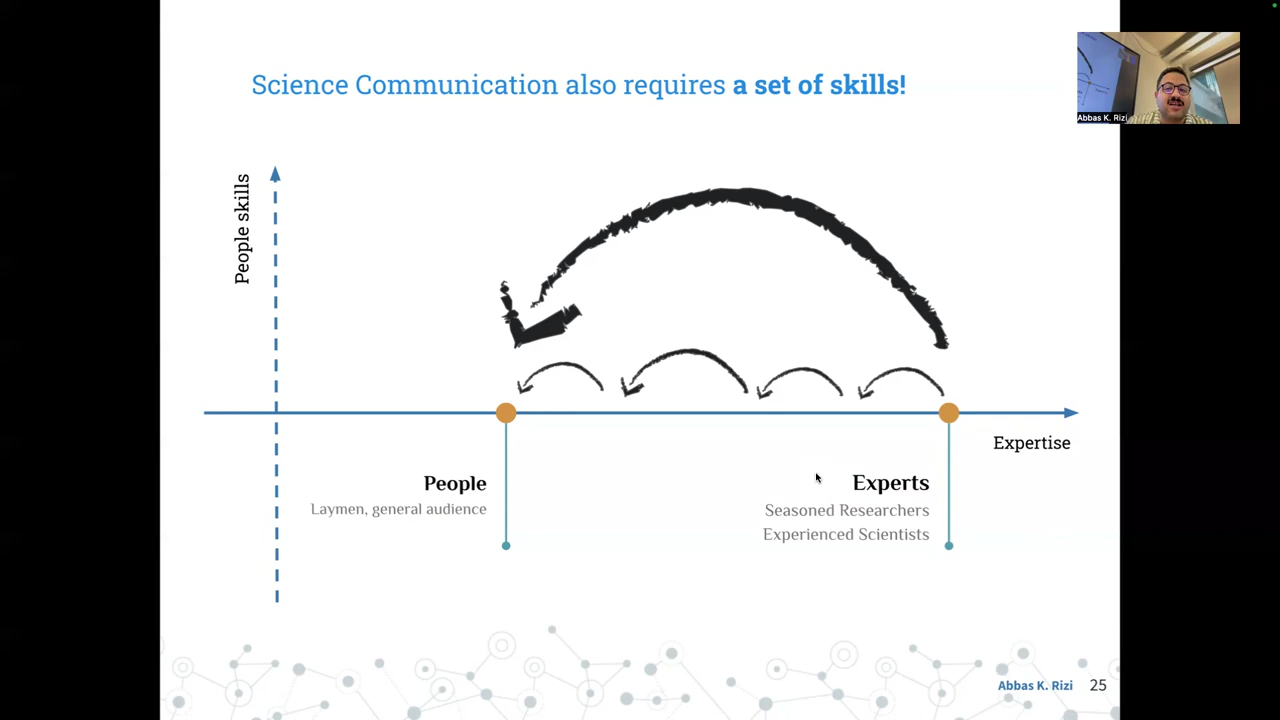 Science Communication also requires a set of skills!
Abbas K. Rizi
People skills
Expertise
People
Laymen, general audience
Experts
Seasoned Researchers
Experienced Scientists
Abbas K. Rizi 25